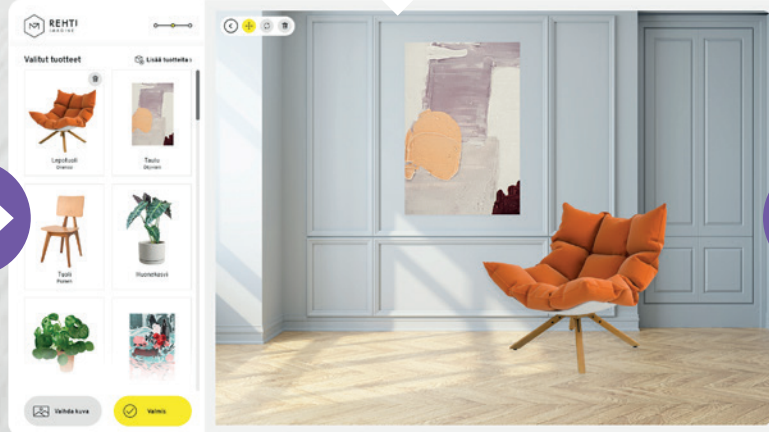 REHTI
IMAGINE
Valitut tuotteet
Lisää tuotteita
Lepotuoli
Taulu
Tuoli
Huonekasvi
Vaihda kuva
Valmis